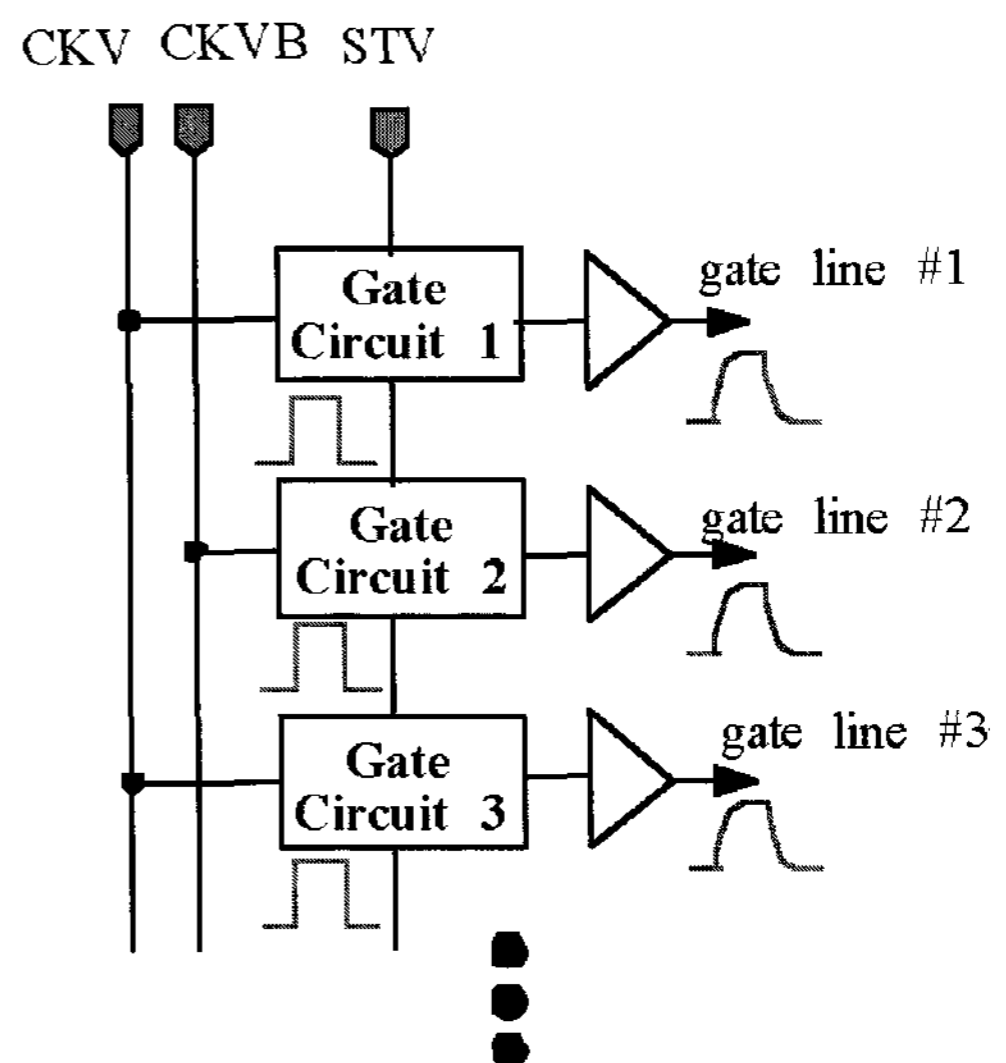 CKV CKVB STV
Gate
Circuit 1
gate line #1
Gate
Circuit 2
gate line #2
Gate
Circuit 3
gate line #3